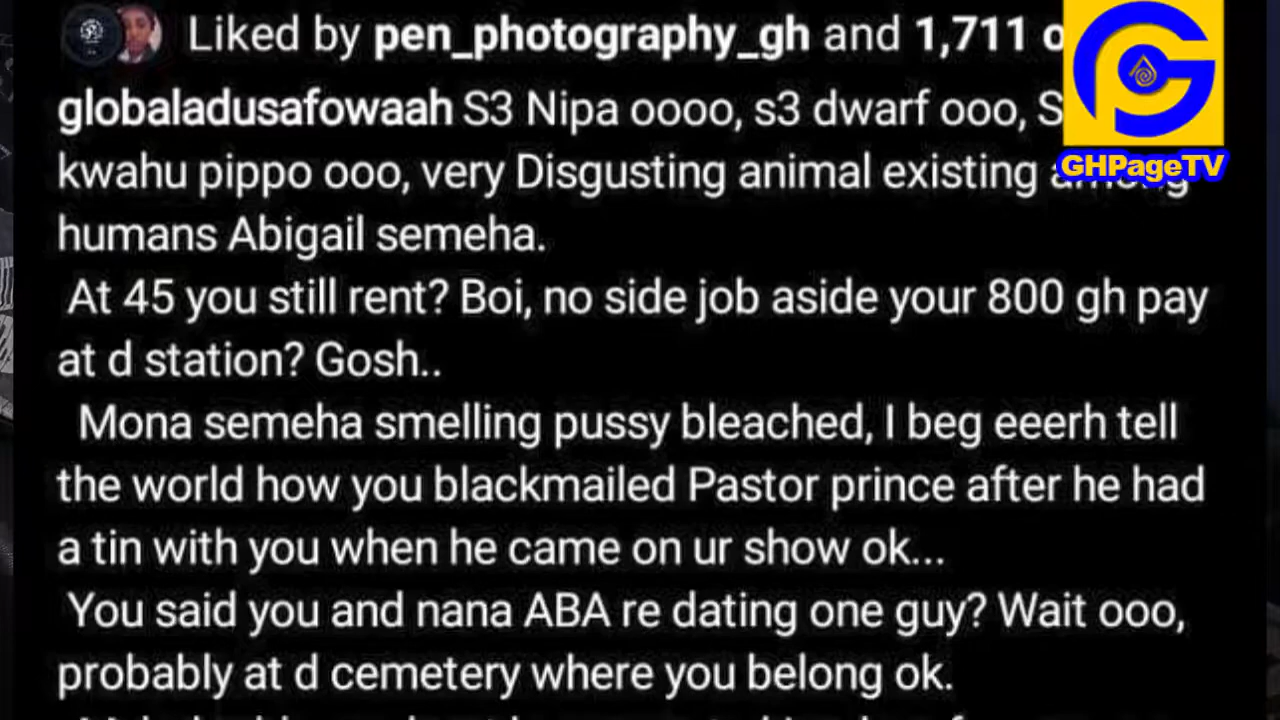 Liked by pen_photography_gh and 1,711
globaladusafowaah S3 Nipa oooo, s3 dwarf ooo, S
kwahu pippo ooo, very Disgusting animal existing among
GHPageTV
humans Abigail semeha.
At 45 you still rent? Boi, no side job aside your 800 gh pay
at d station? Gosh..
Mona semeha smelling pussy bleached, I beg eeerh tell
the world how you blackmailed Pastor prince after he had
a tin with you when he came on ur show ok...
You said you and nana ABA re dating one guy? Wait ooo,
probably at d cemetery where you belong ok.